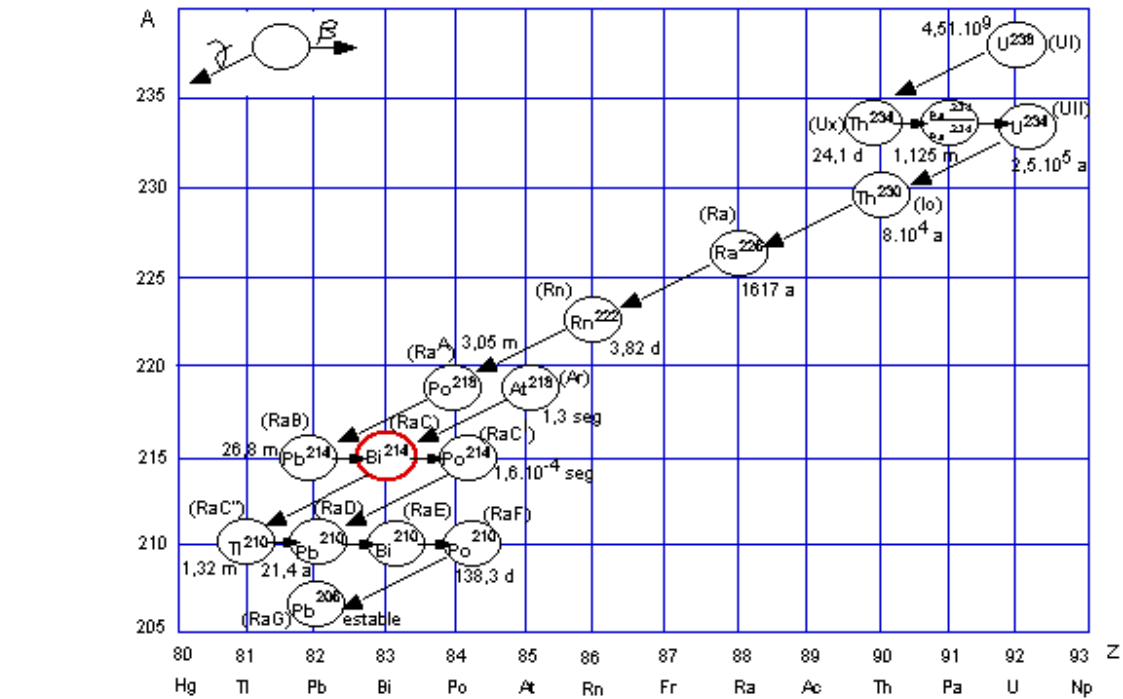 A
β
4,51.10⁹
U²³⁸ (UI)
235
(Ux) Th²³⁴
U²³⁴ (UII)
24,1 d
1,125 m
2,5.10⁵ a
230
Th²³⁰ (Io)
8.10⁴ a
(Ra)
Ra²²⁶
1617 a
225
(Rn)
Rn²²²
3,82 d
(Ra^A) 3,05 m
220
Po²¹⁸
At²¹⁸ (Ar)
1,3 seg
(RaB)
(RaC)
(RaC')
26,8 m
215
Pb²¹⁴
Bi²¹⁴
Po²¹⁴
1,6.10⁻⁴ seg
(RaC")
(RaD)
(RaE)
(RaF)
210
Tl²¹⁰
Pb²¹⁰
Bi²¹⁰
Po²¹⁰
1,32 m
21,4 a
138,3 d
Pb²⁰⁶
(RaG)
estable
205
80 81 82 83 84 85 86 87 88 89 90 91 92 93 Z
Hg Tl Pb Bi Po At Rn Fr Ra Ac Th Pa U Np